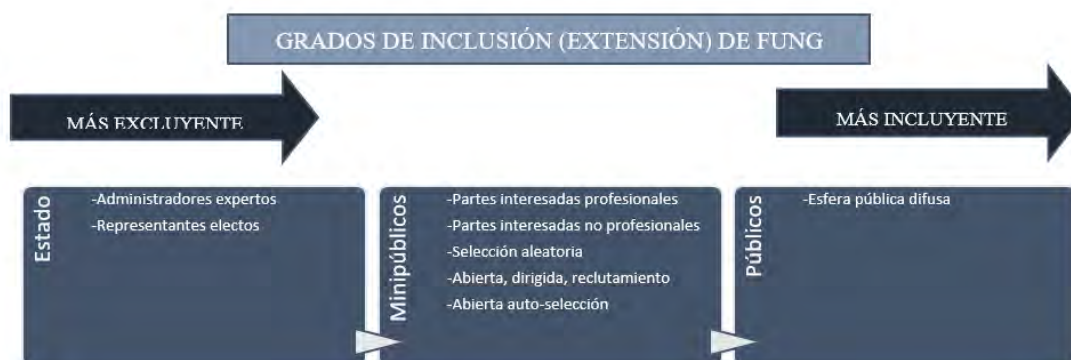 GRADOS DE INCLUSIÓN (EXTENSIÓN) DE FUNG
MÁS EXCLUYENTE
MÁS INCLUYENTE
Estado
-Administradores expertos
-Representantes electos
Minipúblicos
-Partes interesadas profesionales
-Partes interesadas no profesionales
-Selección aleatoria
-Abierta, dirigida, reclutamiento
-Abierta auto-selección
Públicos
-Esfera pública difusa